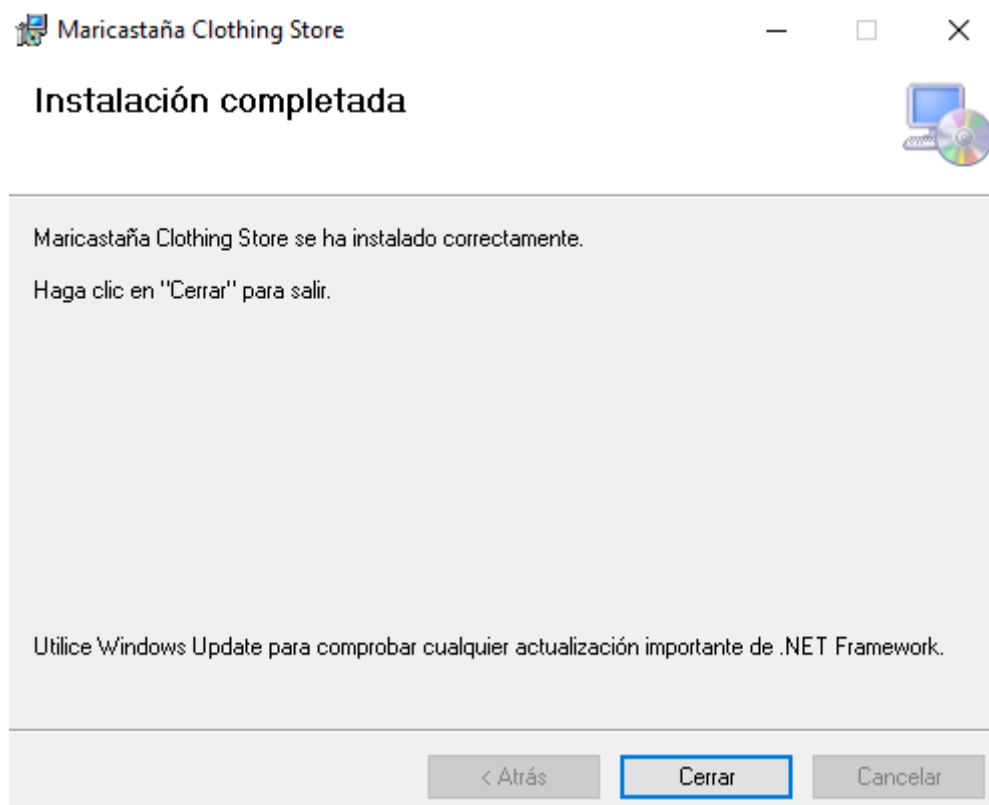 Maricastaña Clothing Store
Instalación completada
Maricastaña Clothing Store se ha instalado correctamente.
Haga clic en "Cerrar" para salir.
Utilice Windows Update para comprobar cualquier actualización importante de .NET Framework.
< Atrás
Cerrar
Cancelar